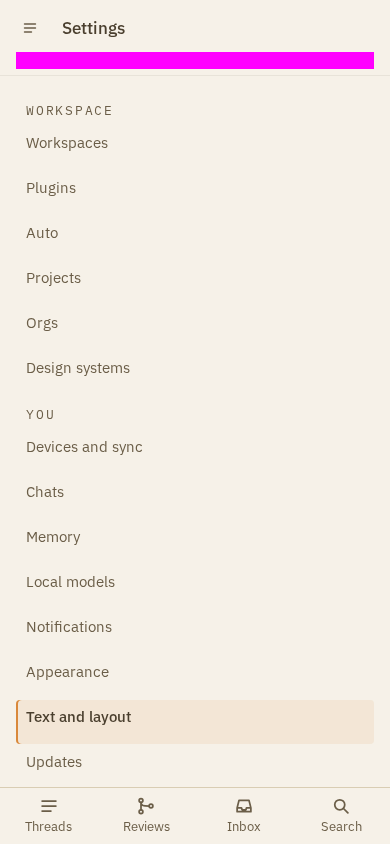 Settings
WORKSPACE
Workspaces
Plugins
Auto
Projects
Orgs
Design systems
YOU
Devices and sync
Chats
Memory
Local models
Notifications
Appearance
Text and layout
Updates
Threads Reviews Inbox Search